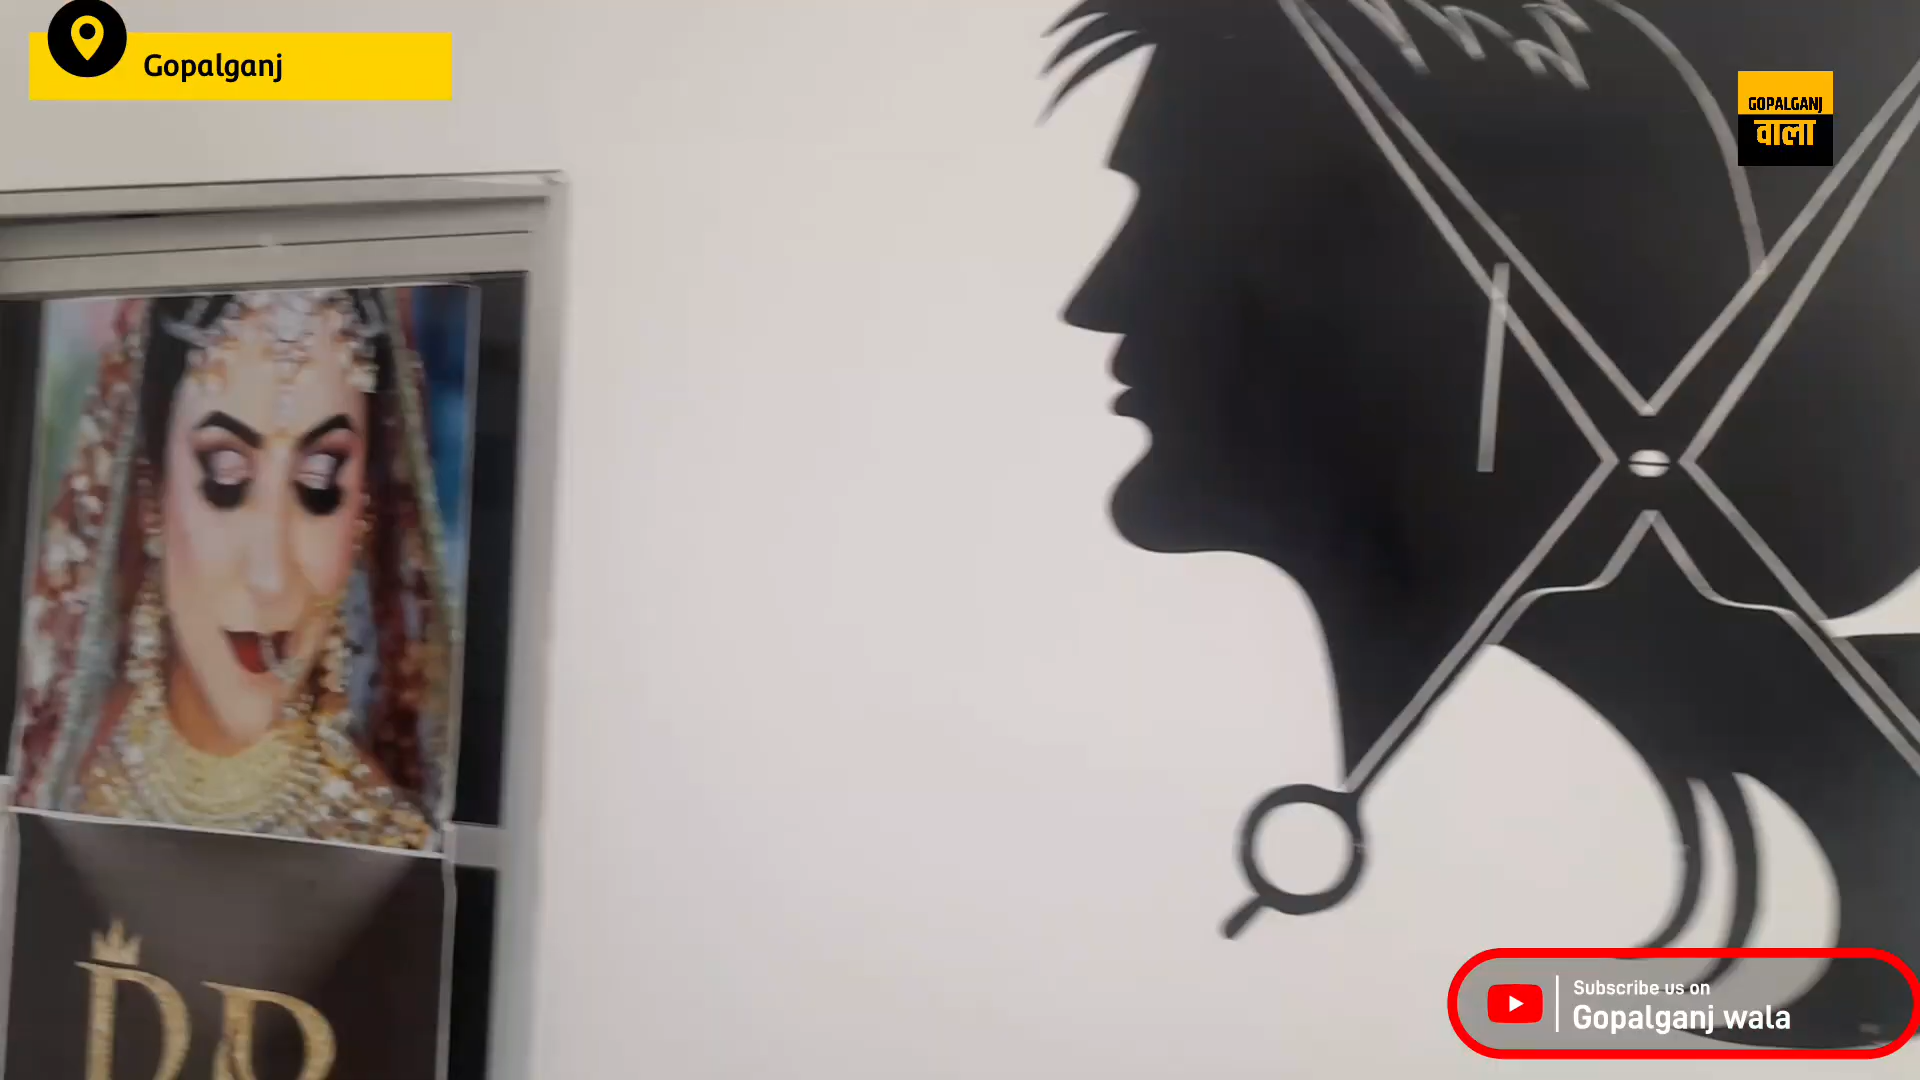 Gopalganj
GOPALGANJ
वाला
Subscribe us on
Gopalganj wala